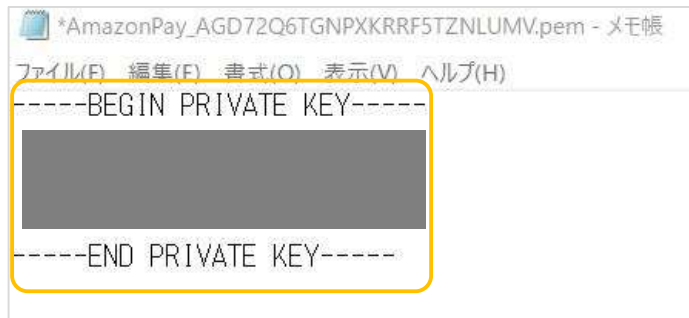 *AmazonPay_AGD72Q6TGNPXKRRF5TZNLUMV.pem - メモ帳
ファイル(F) 編集(E) 書式(O) 表示(V) ヘルプ(H)
-----BEGIN PRIVATE KEY-----
-----END PRIVATE KEY-----